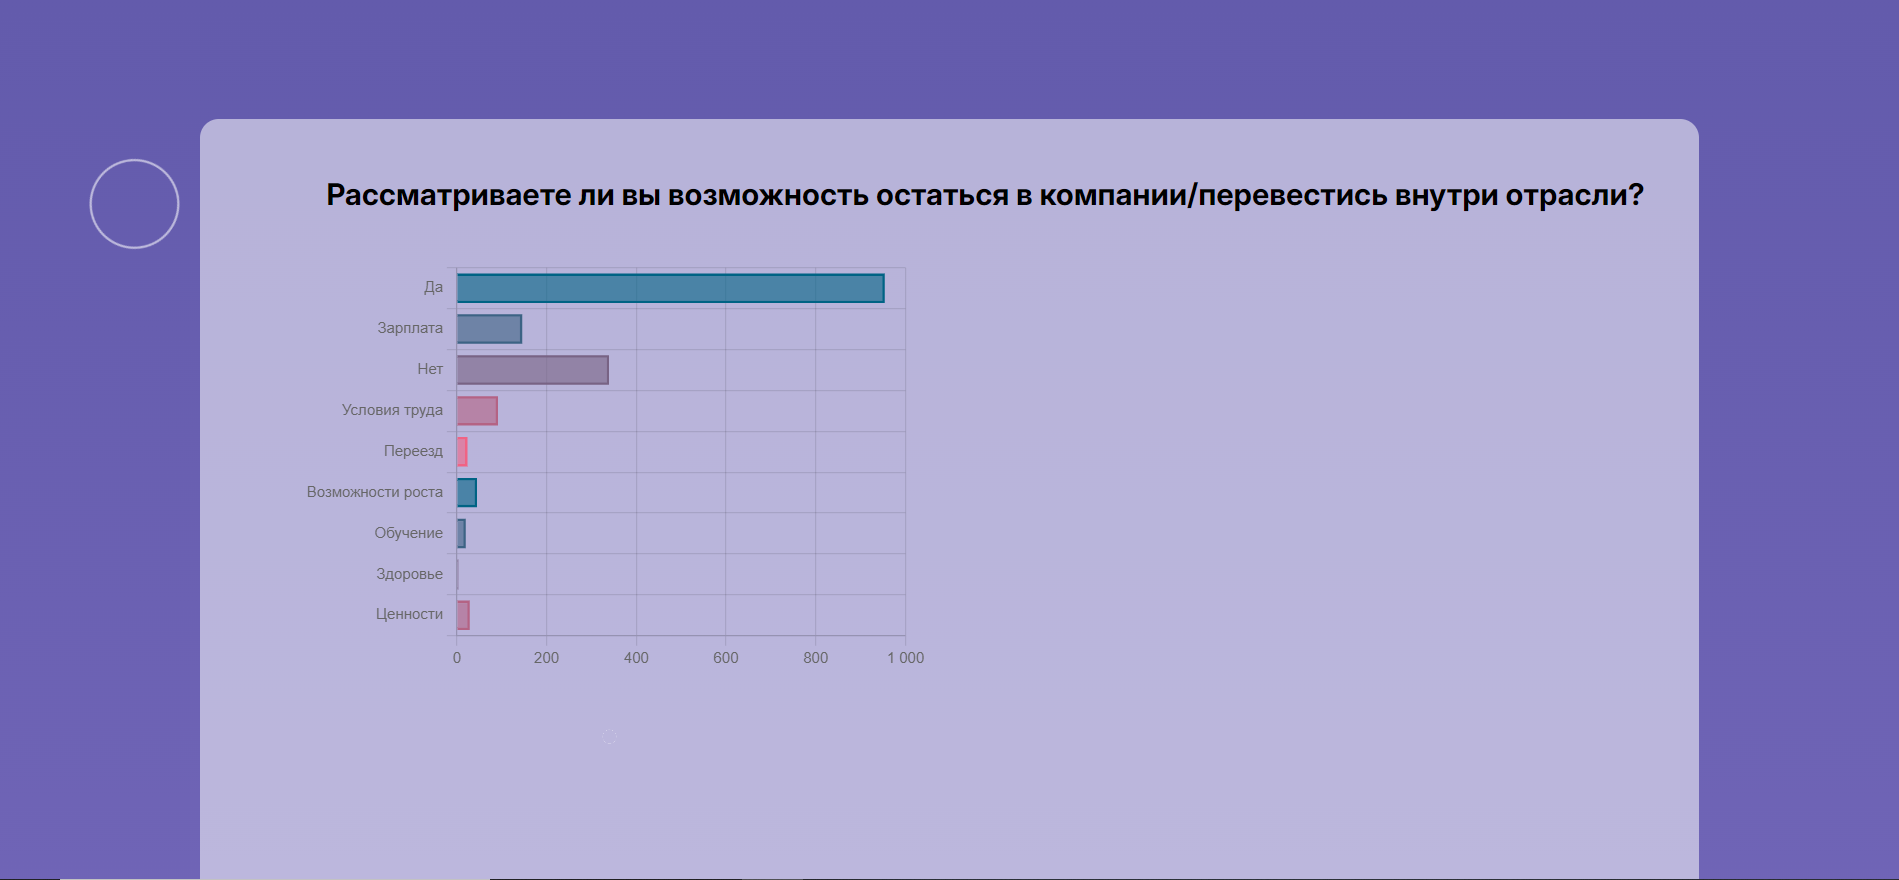 Рассматриваете ли вы возможность остаться в компании/перевестись внутри отрасли?
Да
Зарплата
Нет
Условия труда
Переезд
Возможности роста
Обучение
Здоровье
Ценности
0 200 400 600 800 1 000